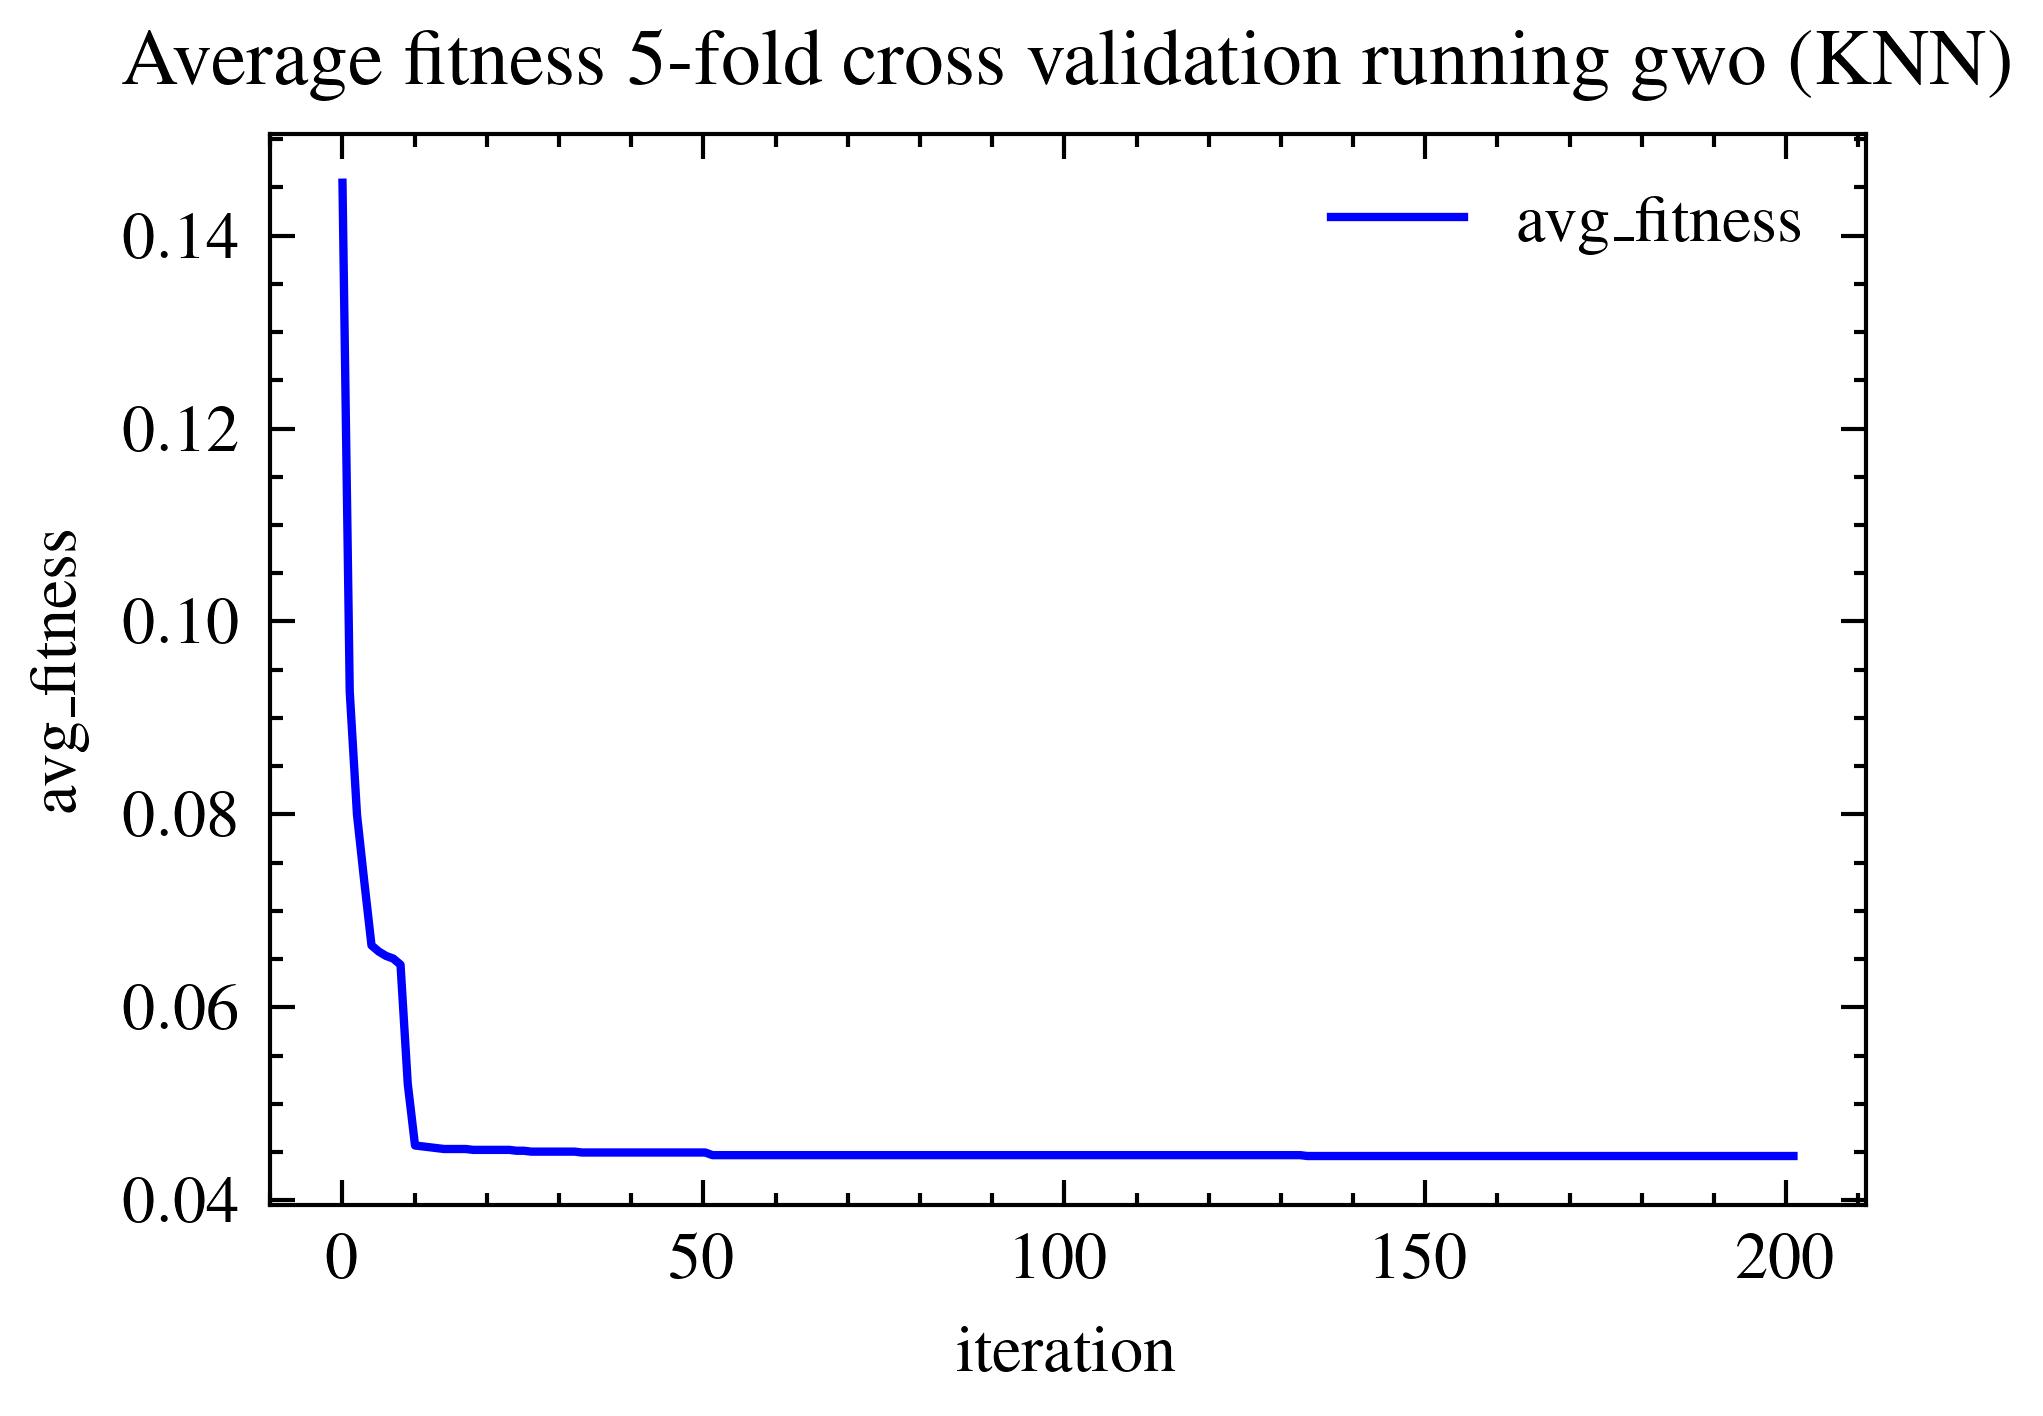 Average fitness 5-fold cross validation running gwo (KNN)
avg_fitness
0.14
0.12
0.10
0.08
0.06
0.04
avg_fitness
0 50 100 150 200
iteration